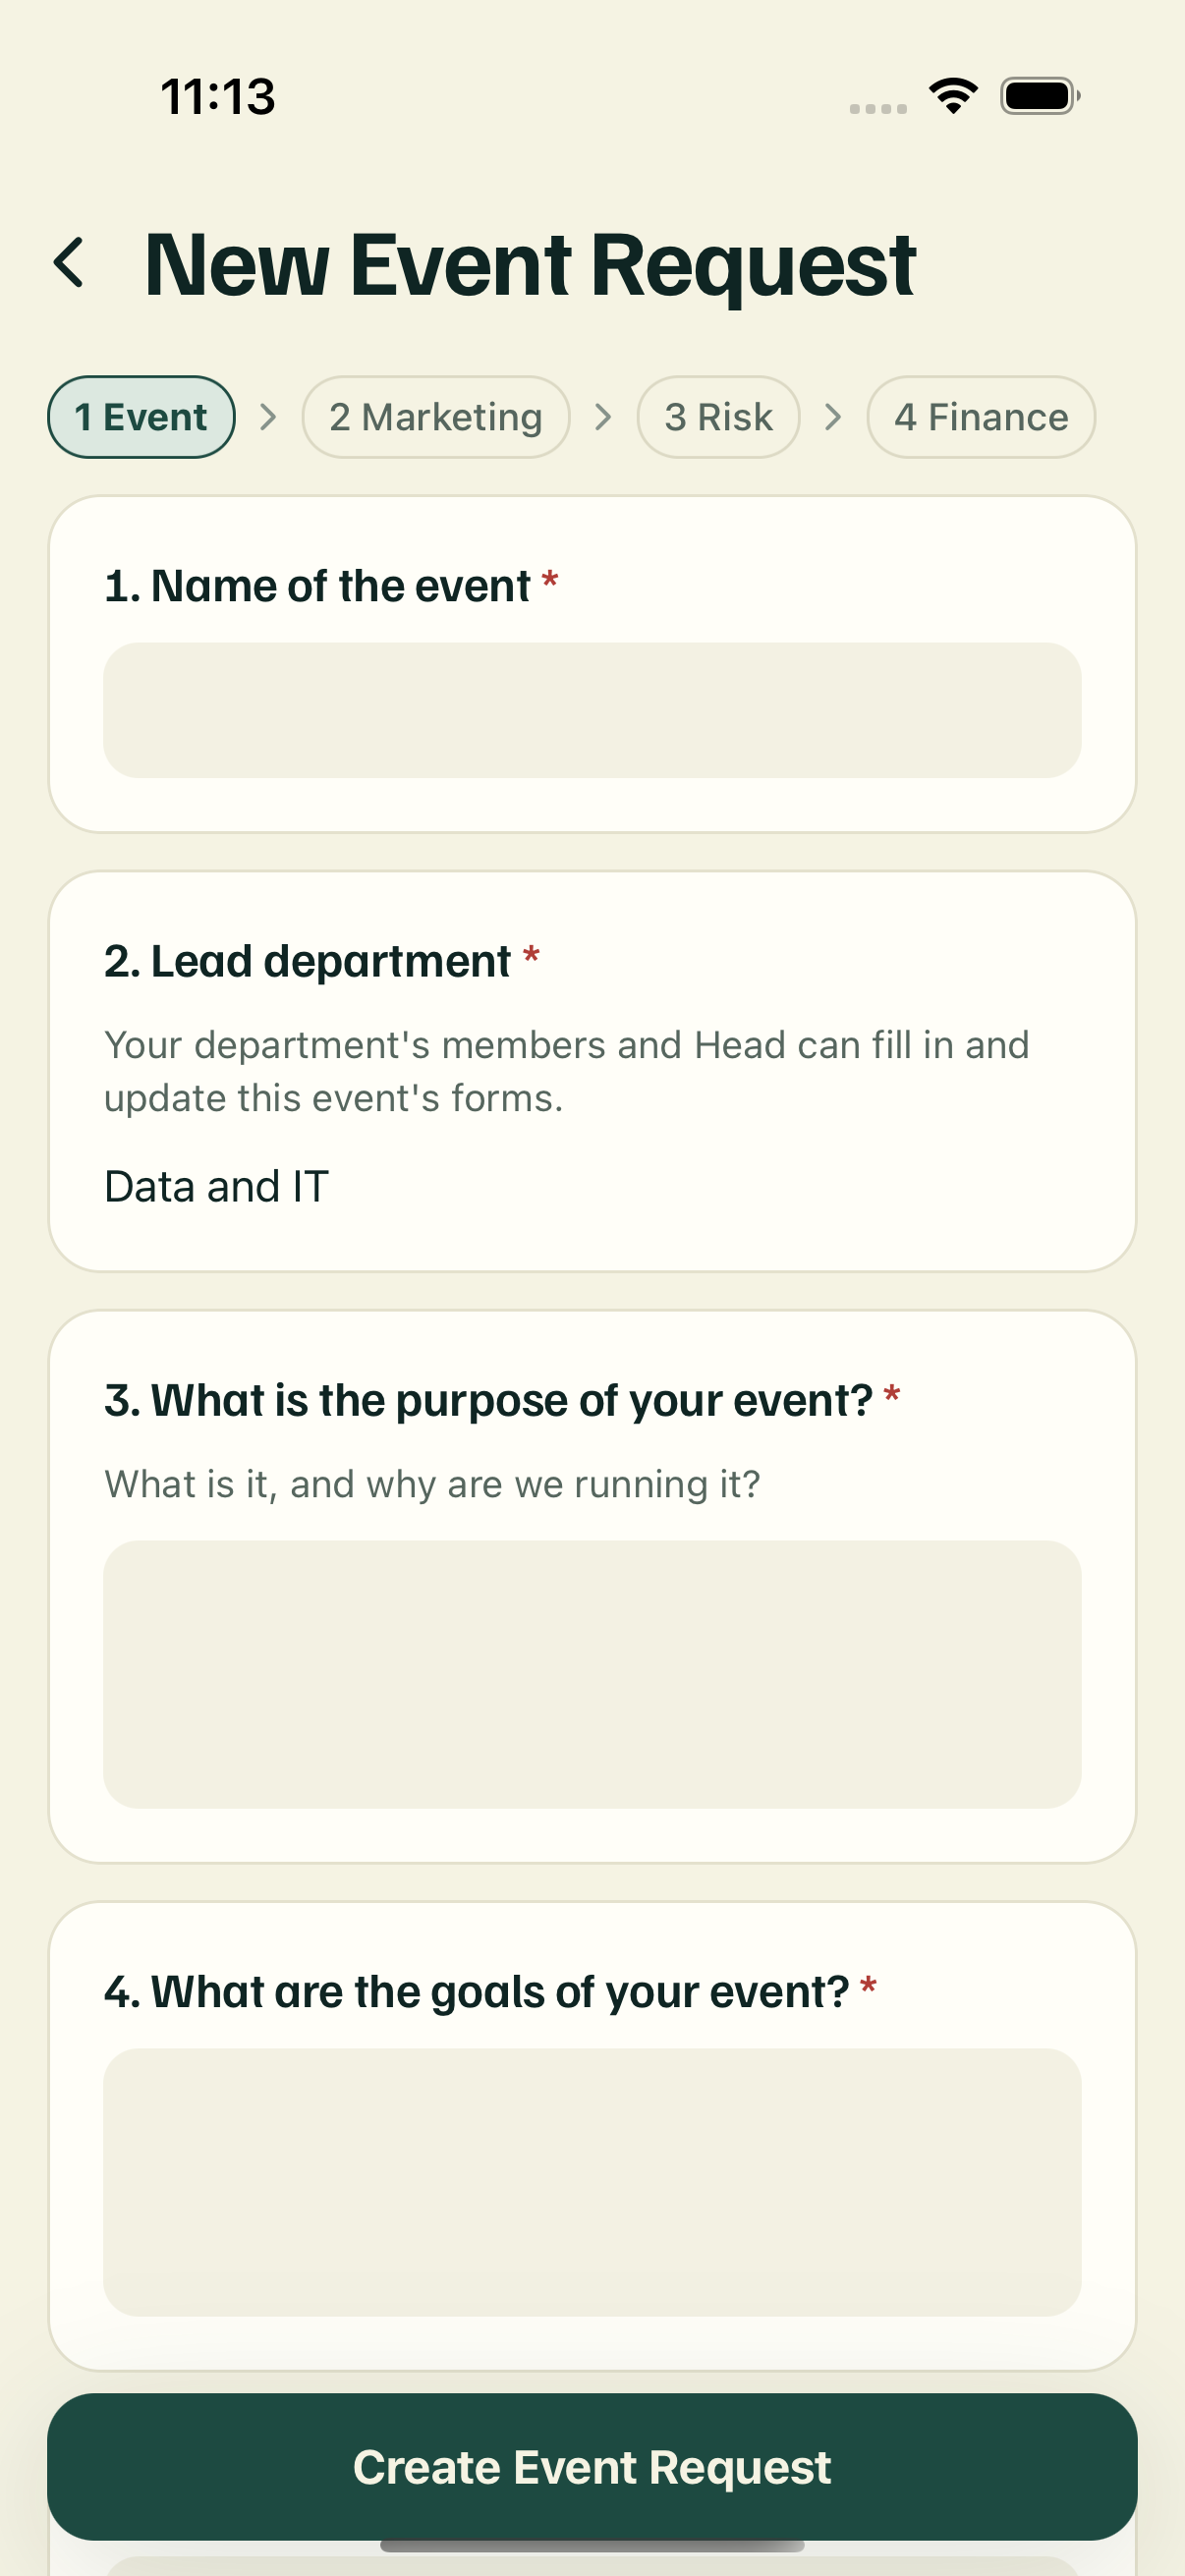 11:13
New Event Request
1 Event
2 Marketing
3 Risk
4 Finance
1. Name of the event *
2. Lead department *
Your department's members and Head can fill in and
update this event's forms.
Data and IT
3. What is the purpose of your event? *
What is it, and why are we running it?
4. What are the goals of your event? *
Create Event Request